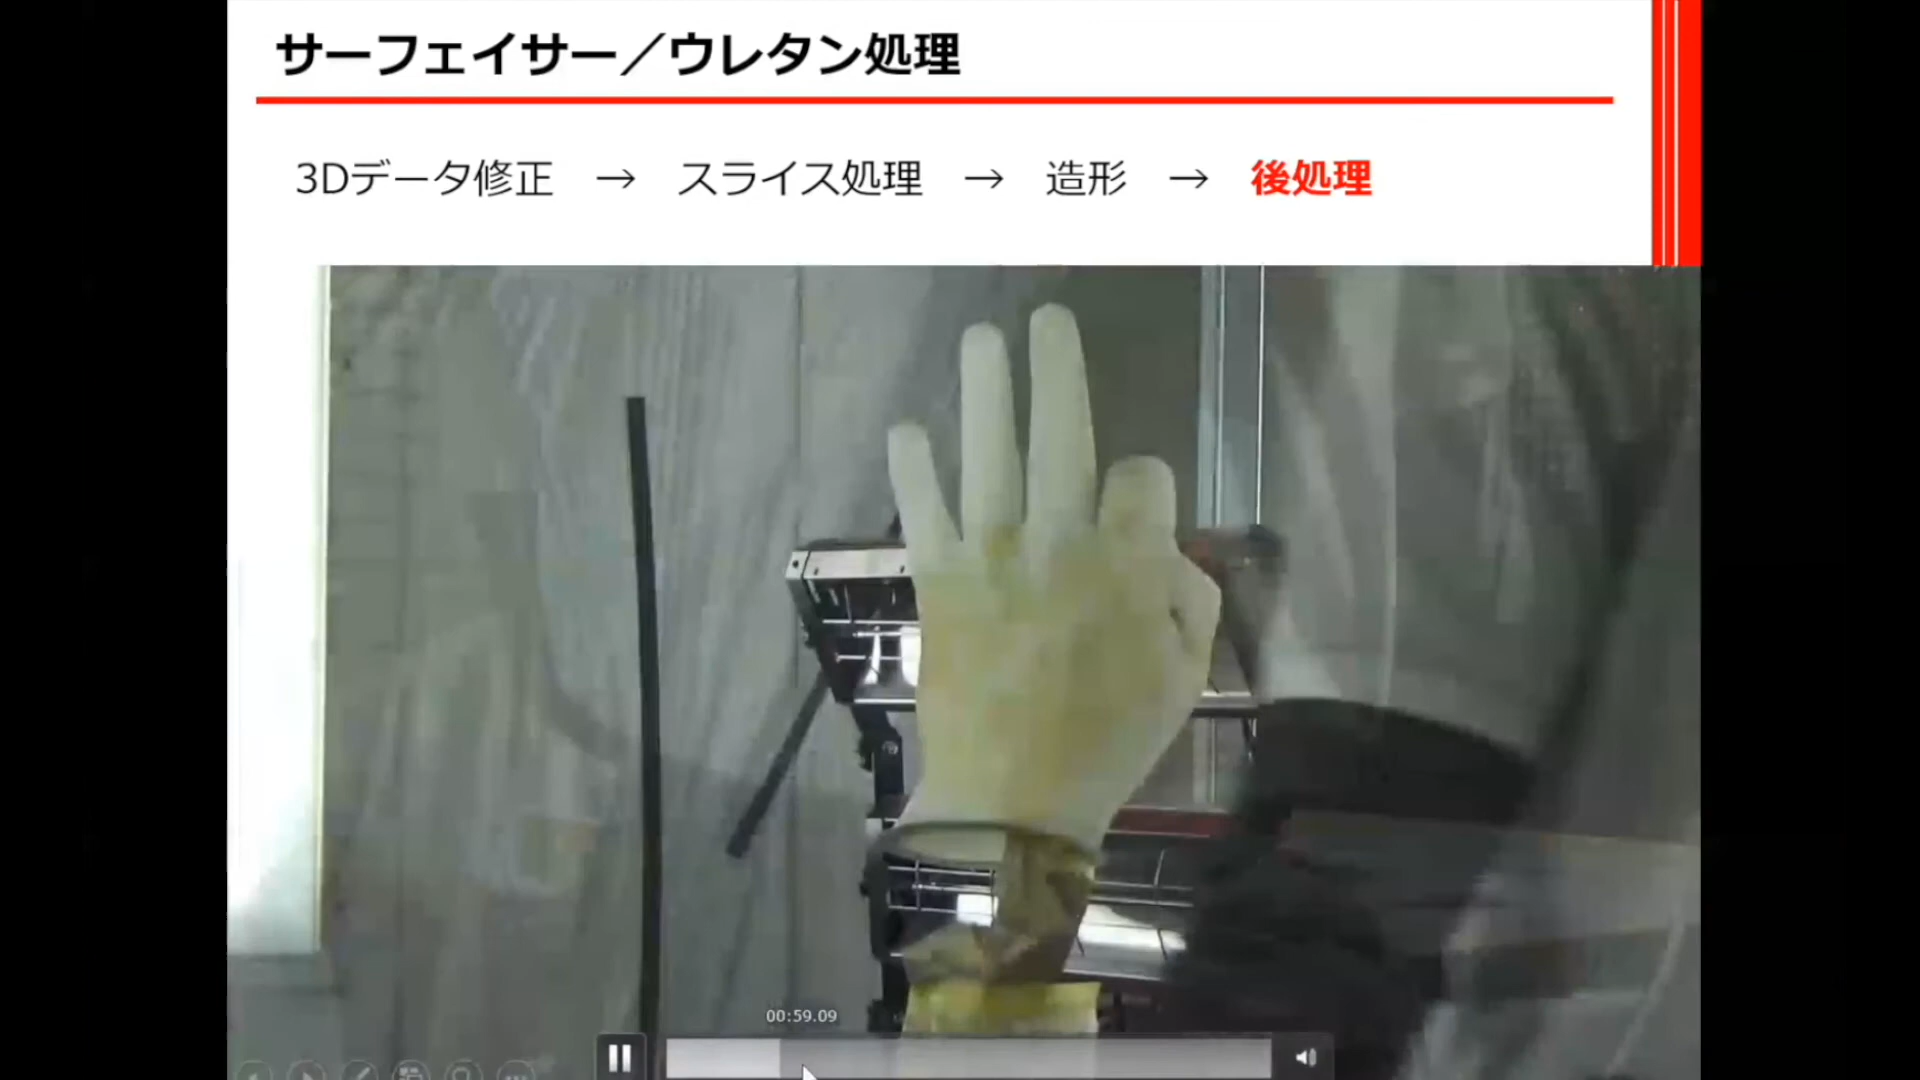 サーフェイサー／ウレタン処理
3Dデータ修正 → スライス処理 → 造形 → 後処理
00:59.09